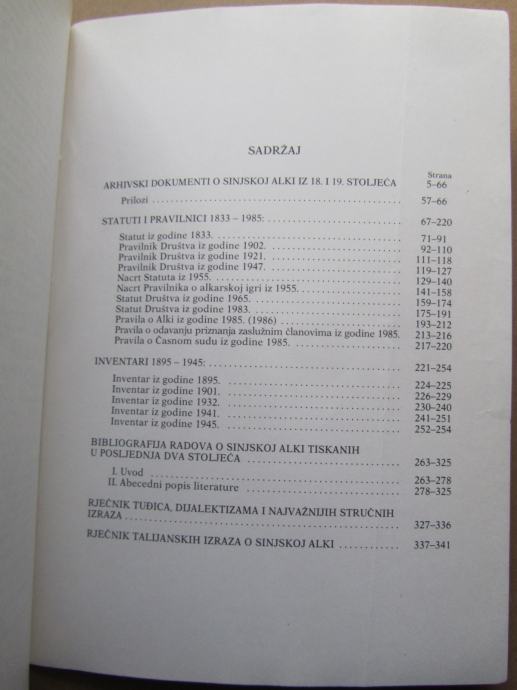 SADRŽAJ
Strana
ARHIVSKI DOKUMENTI O SINJSKOJ ALKI IZ 18. I 19. STOLJEĆA 5–66
Prilozi 57–66
STATUTI I PRAVILNICI 1833 – 1985: 67–220
Statut iz godine 1833. 71–91
Pravilnik Društva iz godine 1902. 92–110
Pravilnik Društva iz godine 1921. 111–118
Pravilnik Društva iz godine 1947. 119–127
Nacrt Statuta iz 1955. 129–140
Nacrt Pravilnika o alkarskoj igri iz 1955. 141–158
Statut Društva iz godine 1965. 159–174
Statut Društva iz godine 1983. 175–191
Pravila o Alki iz godine 1985. (1986) 193–212
Pravila o odavanju priznanja zaslužnim članovima iz godine 1985. 213–216
Pravila o Časnom sudu iz godine 1985. 217–220
INVENTARI 1895 – 1945: 221–254
Inventar iz godine 1895. 224–225
Inventar iz godine 1901. 226–229
Inventar iz godine 1932. 230–240
Inventar iz godine 1941. 241–251
Inventar iz godine 1945. 252–254
BIBLIOGRAFIJA RADOVA O SINJSKOJ ALKI TISKANIH
U POSLJEDNJA DVA STOLJEĆA 263–325
I. Uvod 263–278
II. Abecedni popis literature 278–325
RJEČNIK TUĐICA, DIJALEKTIZAMA I NAJVAŽNIJIH STRUČNIH
IZRAZA 327–336
RJEČNIK TALIJANSKIH IZRAZA O SINJSKOJ ALKI 337–341